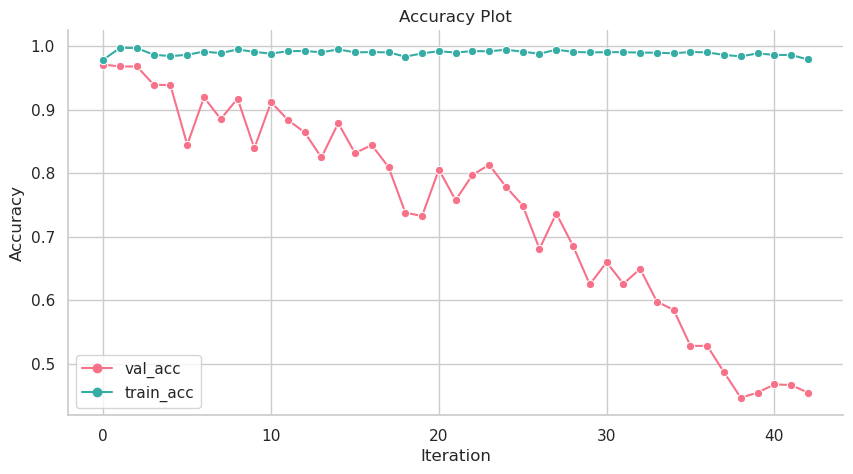 Accuracy Plot
1.0
0.9
0.8
0.7
0.6
0.5
Accuracy
val_acc
train_acc
0 10 20 30 40
Iteration